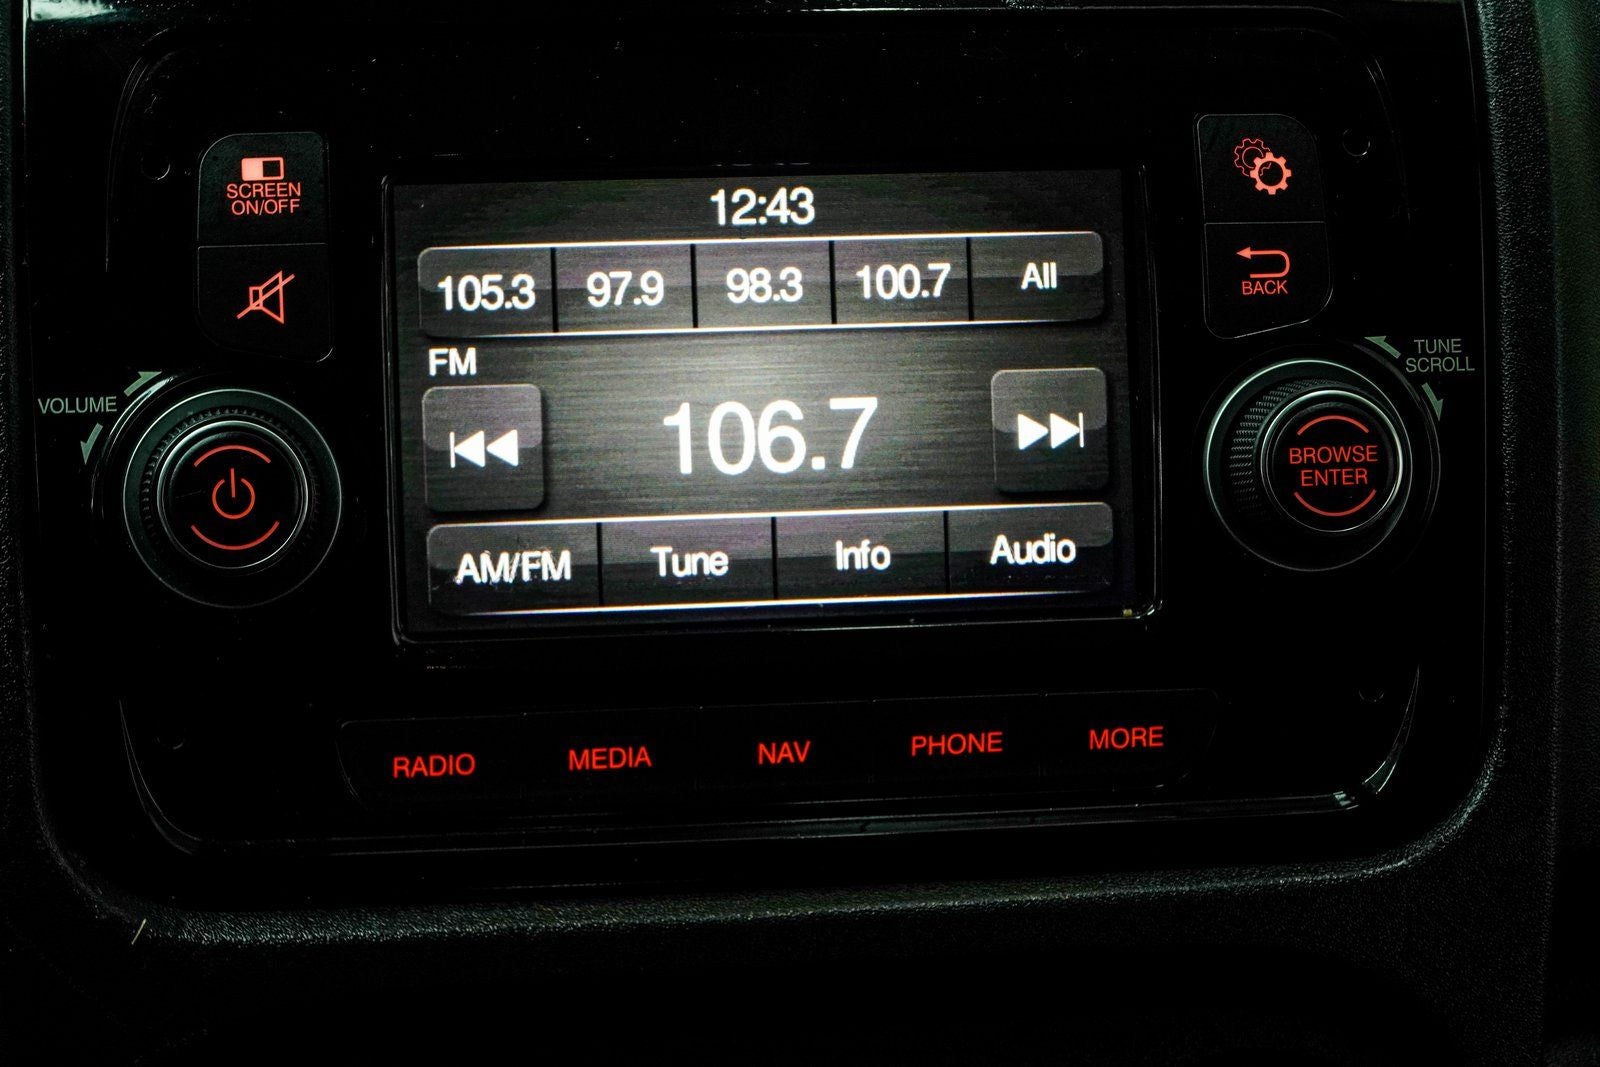 SCREEN
ON/OFF
VOLUME
12:43
105.3 97.9 98.3 100.7 All
FM
106.7
AM/FM Tune Info Audio
BACK
TUNE
SCROLL
BROWSE
ENTER
RADIO MEDIA NAV PHONE MORE